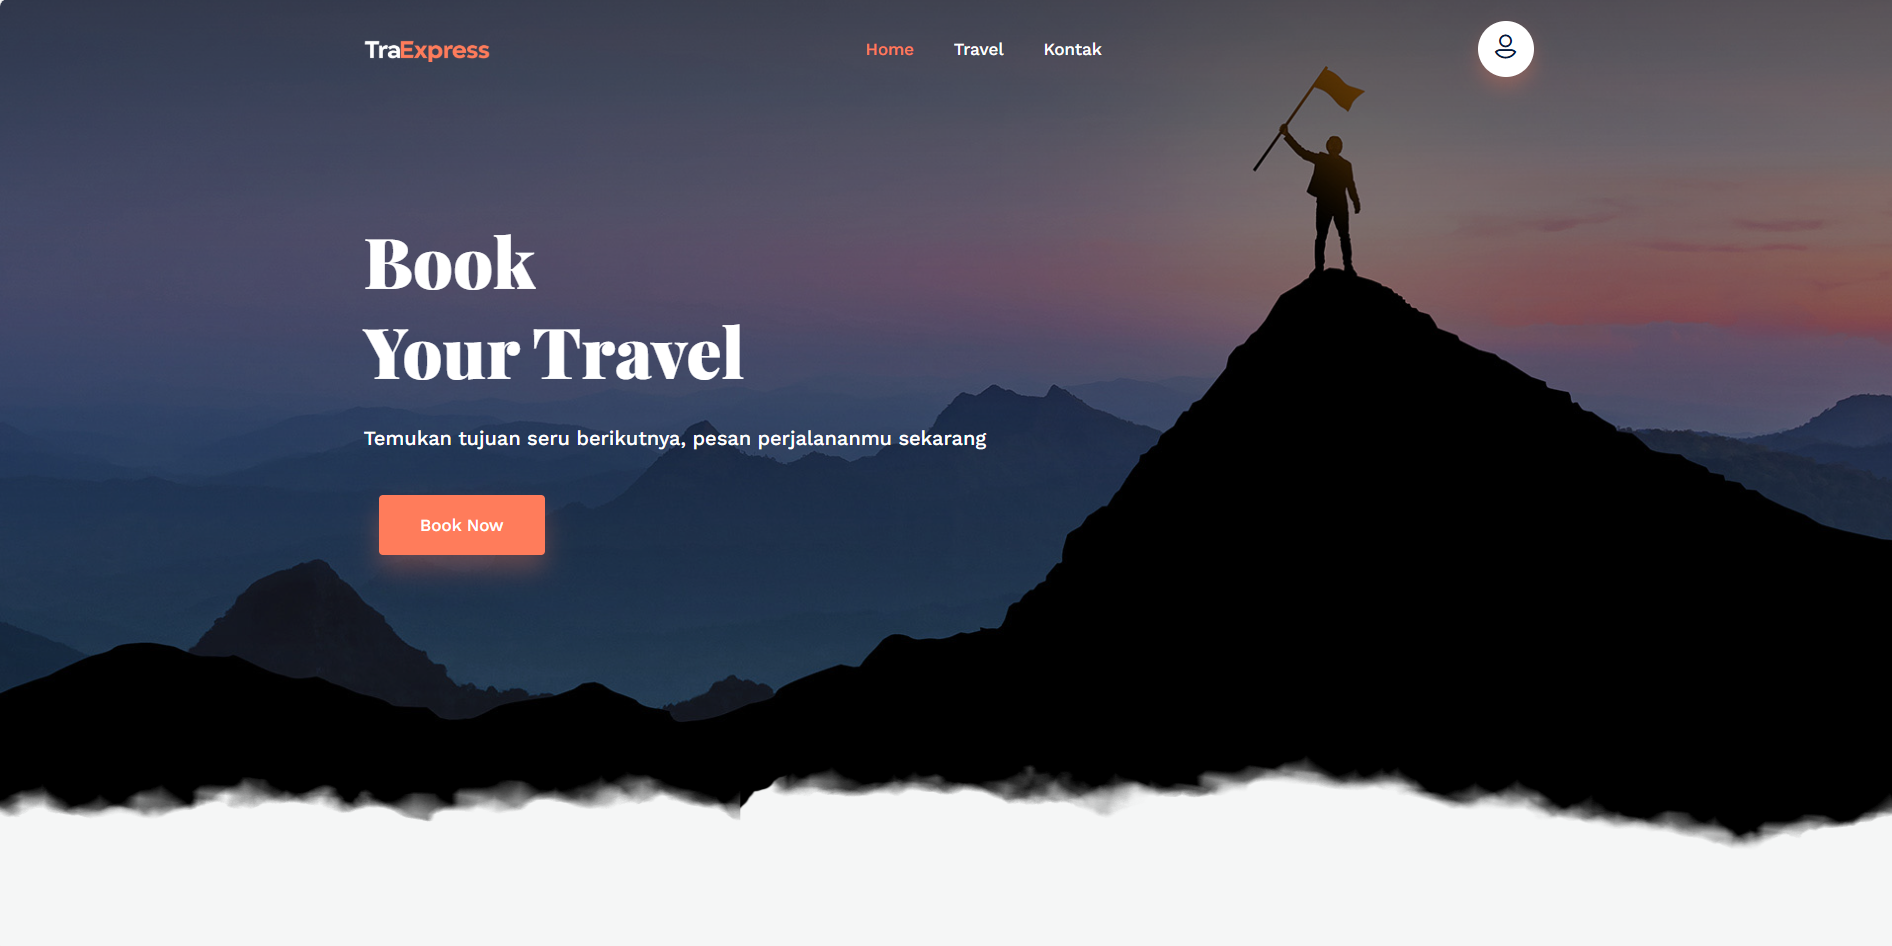 TraExpress
Home Travel Kontak
Book
Your Travel
Temukan tujuan seru berikutnya, pesan perjalananmu sekarang
Book Now